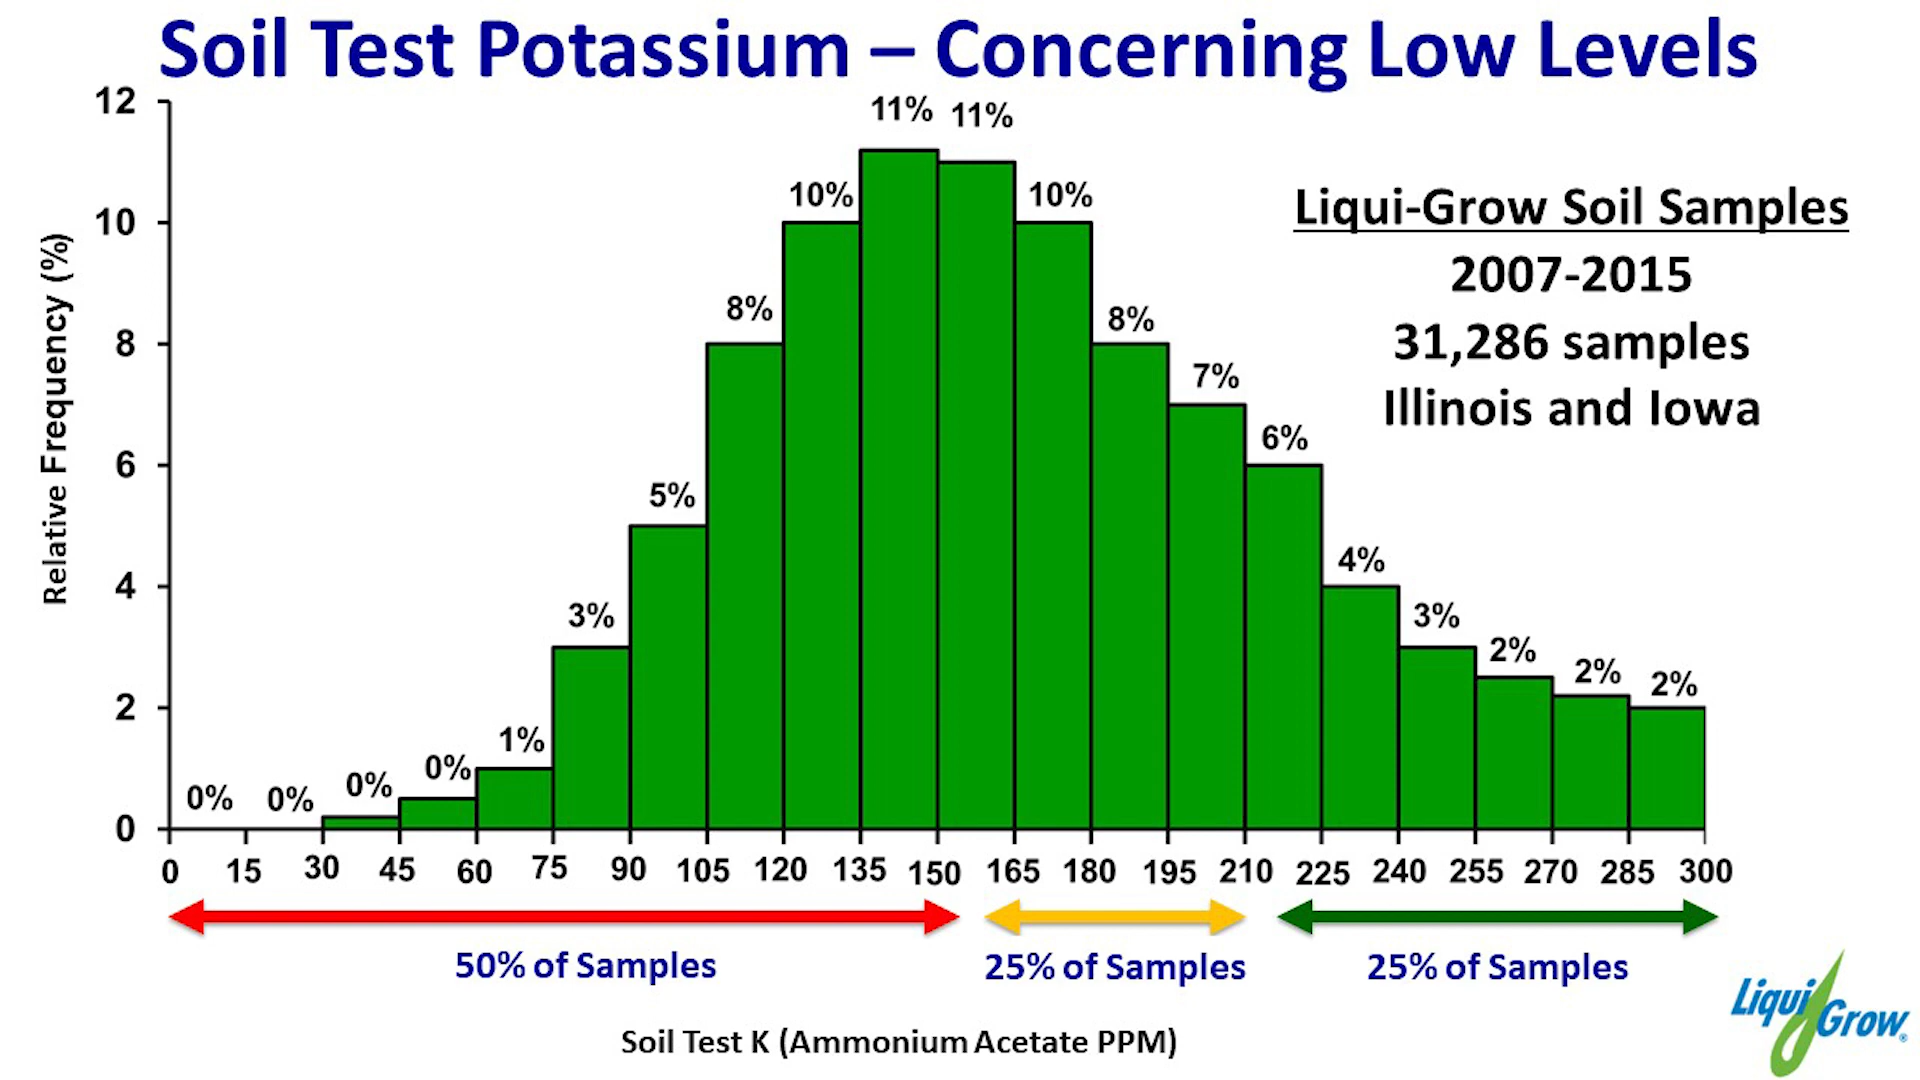 Soil Test Potassium – Concerning Low Levels
Liqui-Grow Soil Samples
2007-2015
31,286 samples
Illinois and Iowa
Relative Frequency (%)
12
10
8
6
4
2
0
0% 0% 0% 0% 1% 3% 5% 8% 10% 11% 11% 10% 8% 7% 6% 4% 3% 2% 2% 2%
0 15 30 45 60 75 90 105 120 135 150 165 180 195 210 225 240 255 270 285 300
50% of Samples 25% of Samples 25% of Samples
Soil Test K (Ammonium Acetate PPM)
Liqui Grow®